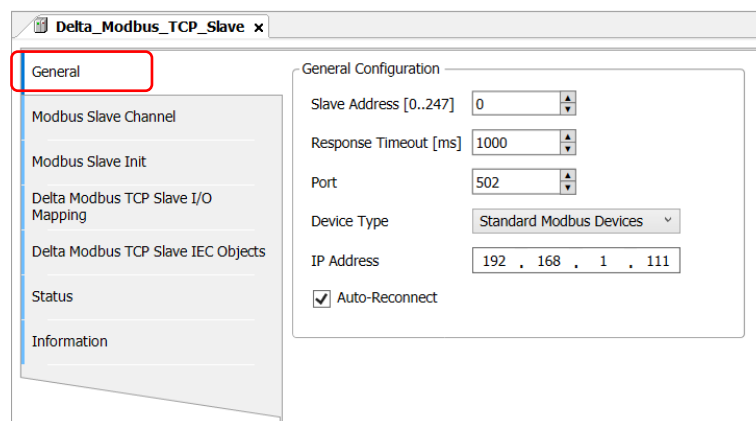 Delta_Modbus_TCP_Slave x
General
Modbus Slave Channel
Modbus Slave Init
Delta Modbus TCP Slave I/O
Mapping
Delta Modbus TCP Slave IEC Objects
Status
Information
General Configuration
Slave Address [0..247] 0
Response Timeout [ms] 1000
Port 502
Device Type Standard Modbus Devices
IP Address 192 . 168 . 1 . 111
Auto-Reconnect